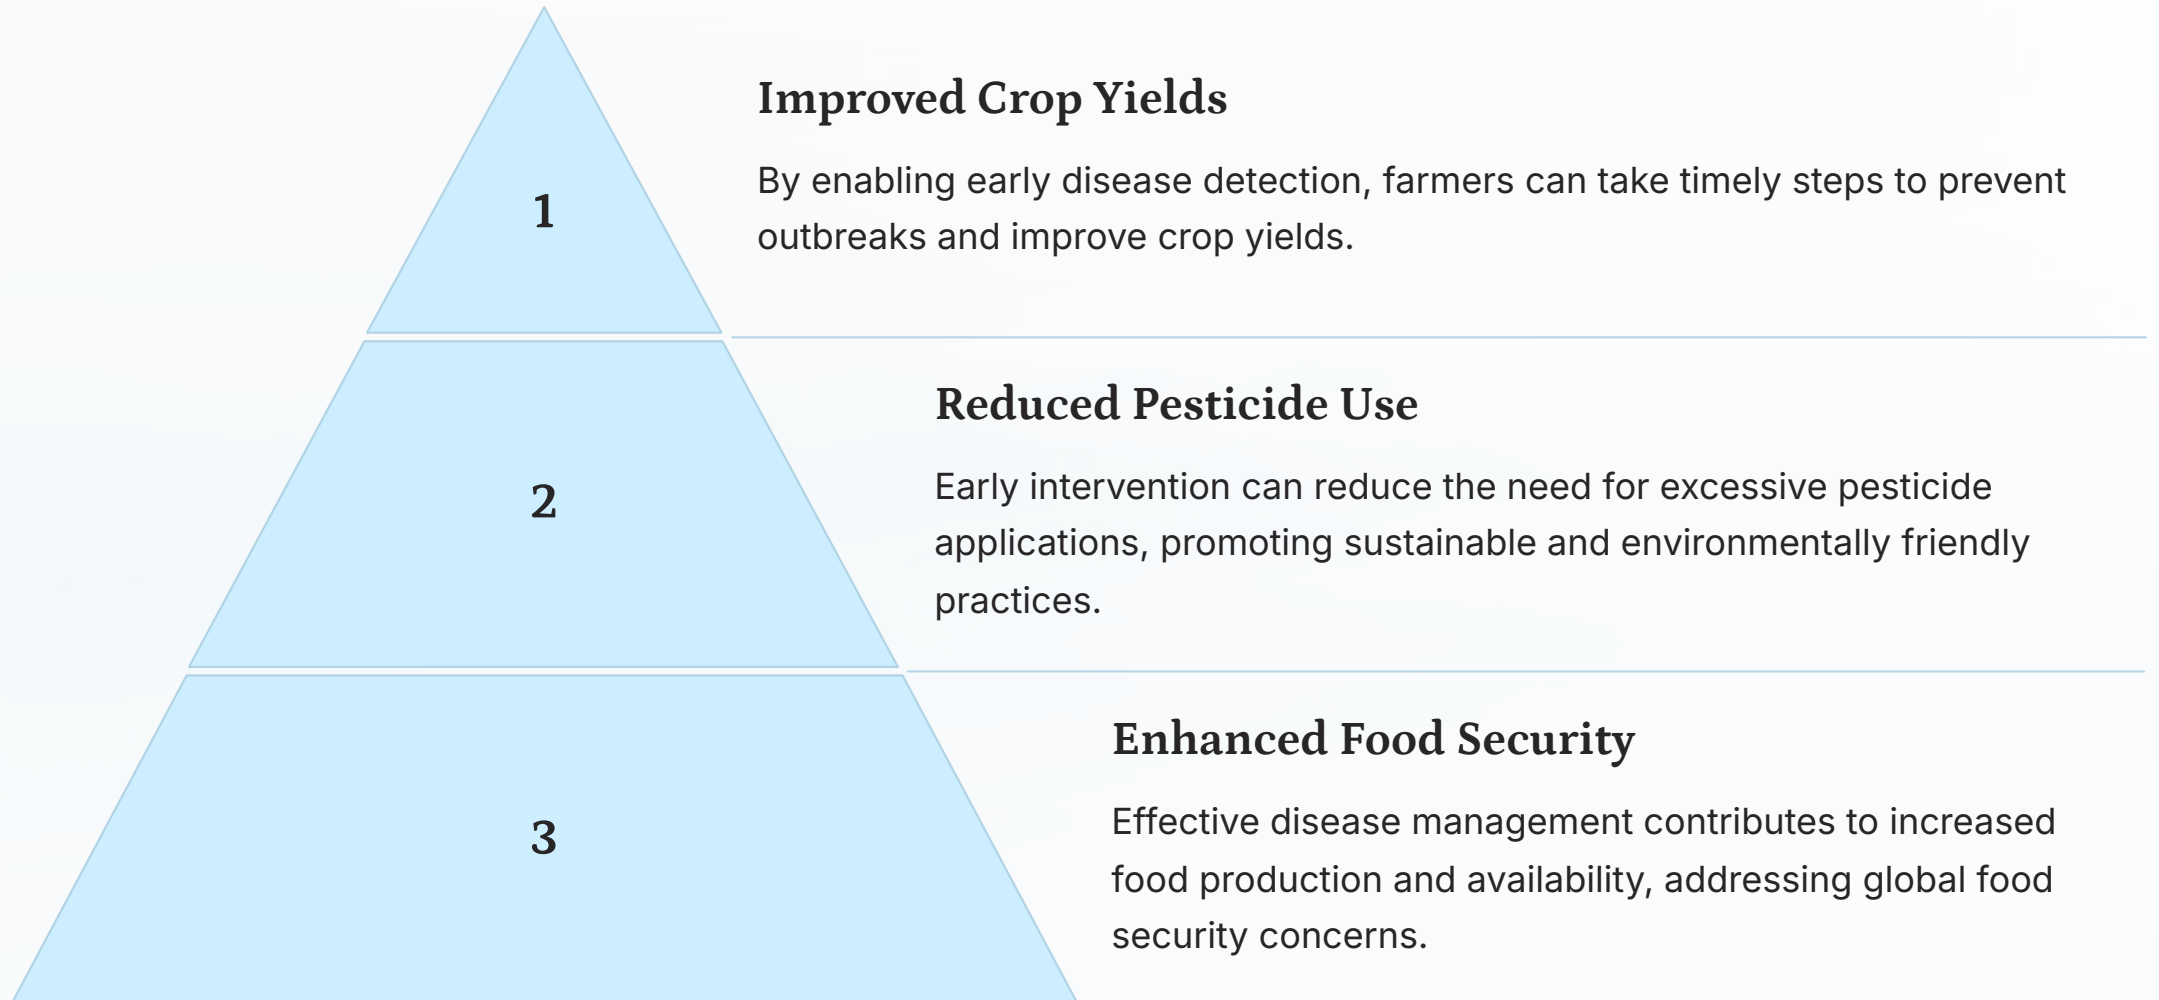 1
Improved Crop Yields
By enabling early disease detection, farmers can take timely steps to prevent
outbreaks and improve crop yields.
2
Reduced Pesticide Use
Early intervention can reduce the need for excessive pesticide
applications, promoting sustainable and environmentally friendly
practices.
3
Enhanced Food Security
Effective disease management contributes to increased
food production and availability, addressing global food
security concerns.